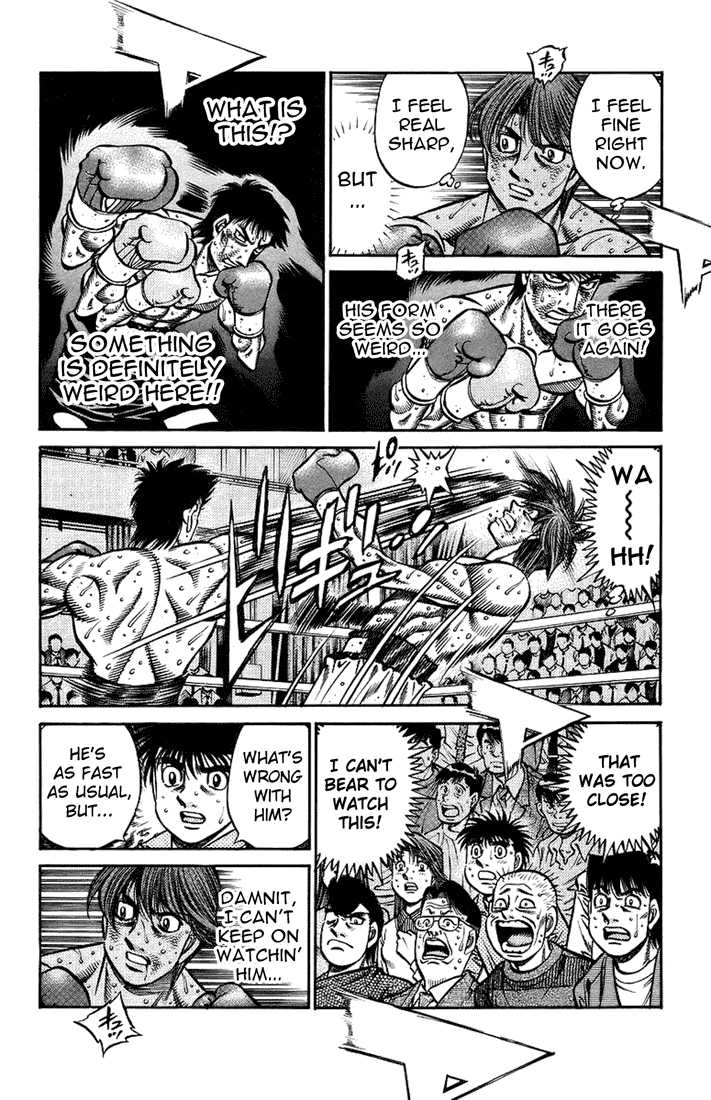 I FEEL
FINE
RIGHT
NOW.
I FEEL
REAL
SHARP,
BUT
...
WHAT IS
THIS!?
SOMETHING
IS DEFINITELY
WEIRD HERE!!
THERE
IT GOES
AGAIN!
HIS FORM
SEEMS SO
WEIRD...
WA
~
~
HH!
THAT
WAS TOO
CLOSE!
I CAN'T
BEAR TO
WATCH
THIS!
WHAT'S
WRONG
WITH
HIM?
HE'S
AS FAST
AS USUAL,
BUT...
DAMNIT,
I CAN'T
KEEP ON
WATCHIN'
HIM...